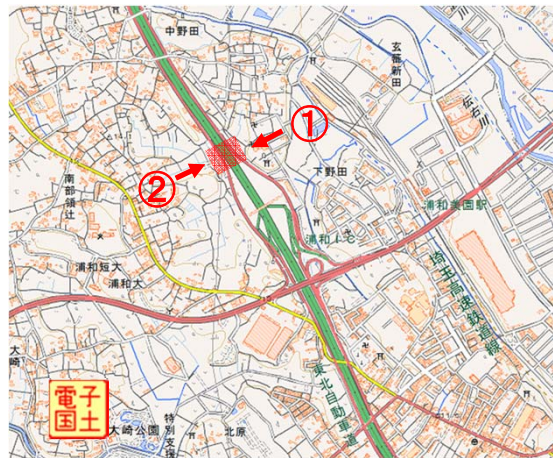 中野田
玄蕃新田
伝右川
①
②
下野田
南部領辻
浦和美園駅
浦和IC
浦和短大
浦和大
埼玉高速鉄道線
東北自動車道
大崎
電子
国土
大崎公園
特別支援
北原